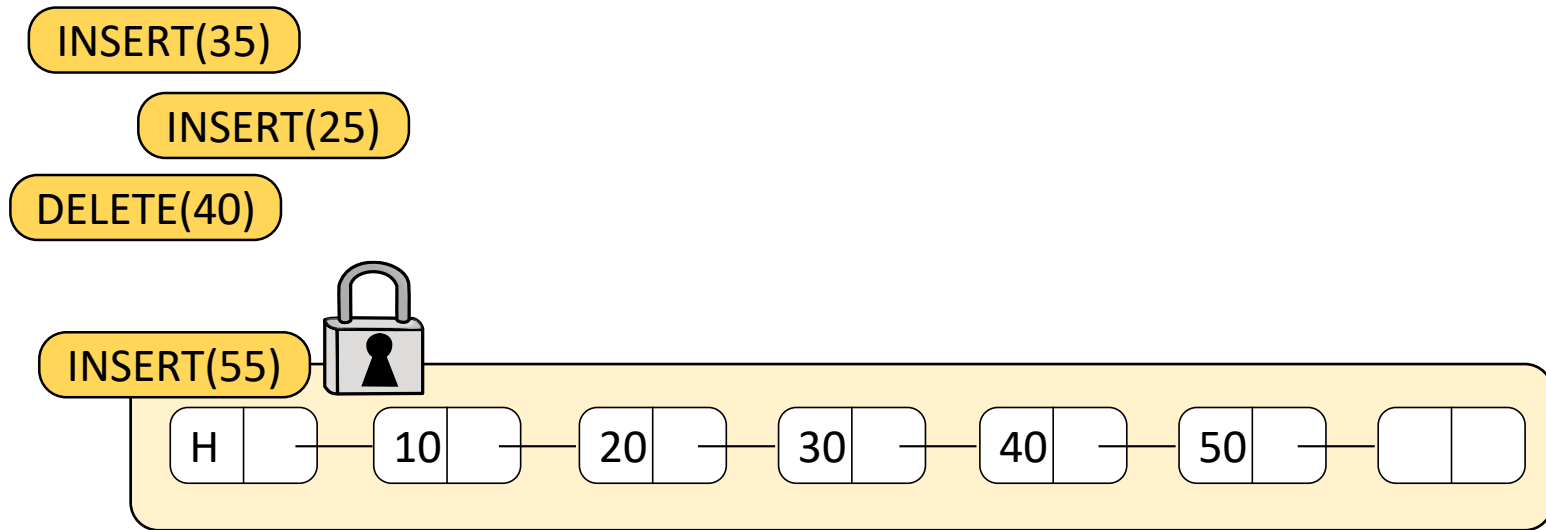 INSERT(35)
INSERT(25)
DELETE(40)
INSERT(55)
H 10 20 30 40 50